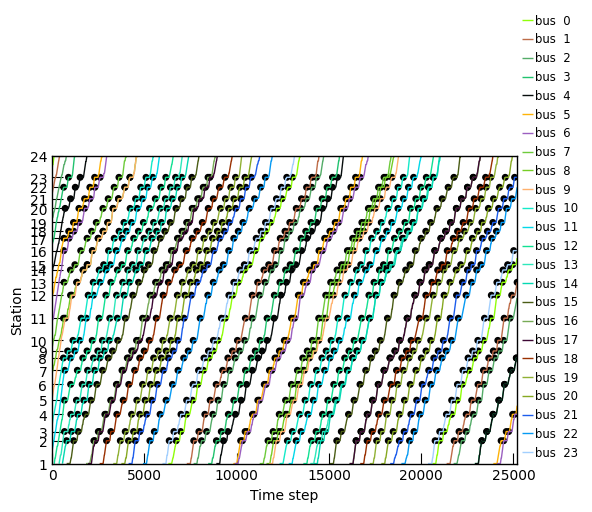 bus 0
bus 1
bus 2
bus 3
bus 4
bus 5
bus 6
bus 7
bus 8
bus 9
bus 10
bus 11
bus 12
bus 13
bus 14
bus 15
bus 16
bus 17
bus 18
bus 19
bus 20
bus 21
bus 22
bus 23
Station
24
23
22
21
20
19
18
17
16
15
14
13
12
11
10
9
8
7
6
5
4
3
2
1
0 5000 10000 15000 20000 25000
Time step